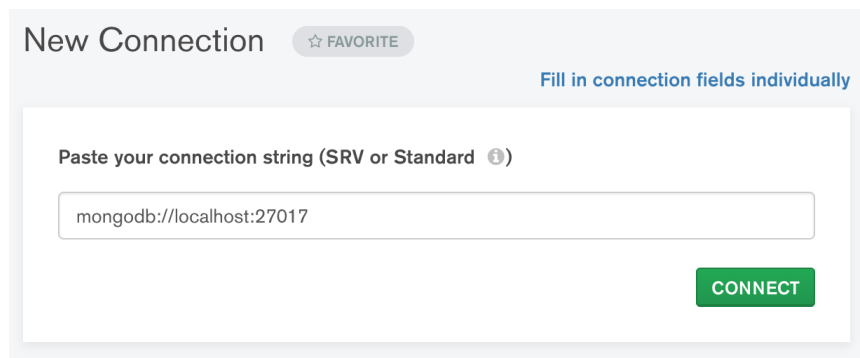 New Connection
FAVORITE
Fill in connection fields individually
Paste your connection string (SRV or Standard )
mongodb://localhost:27017
CONNECT